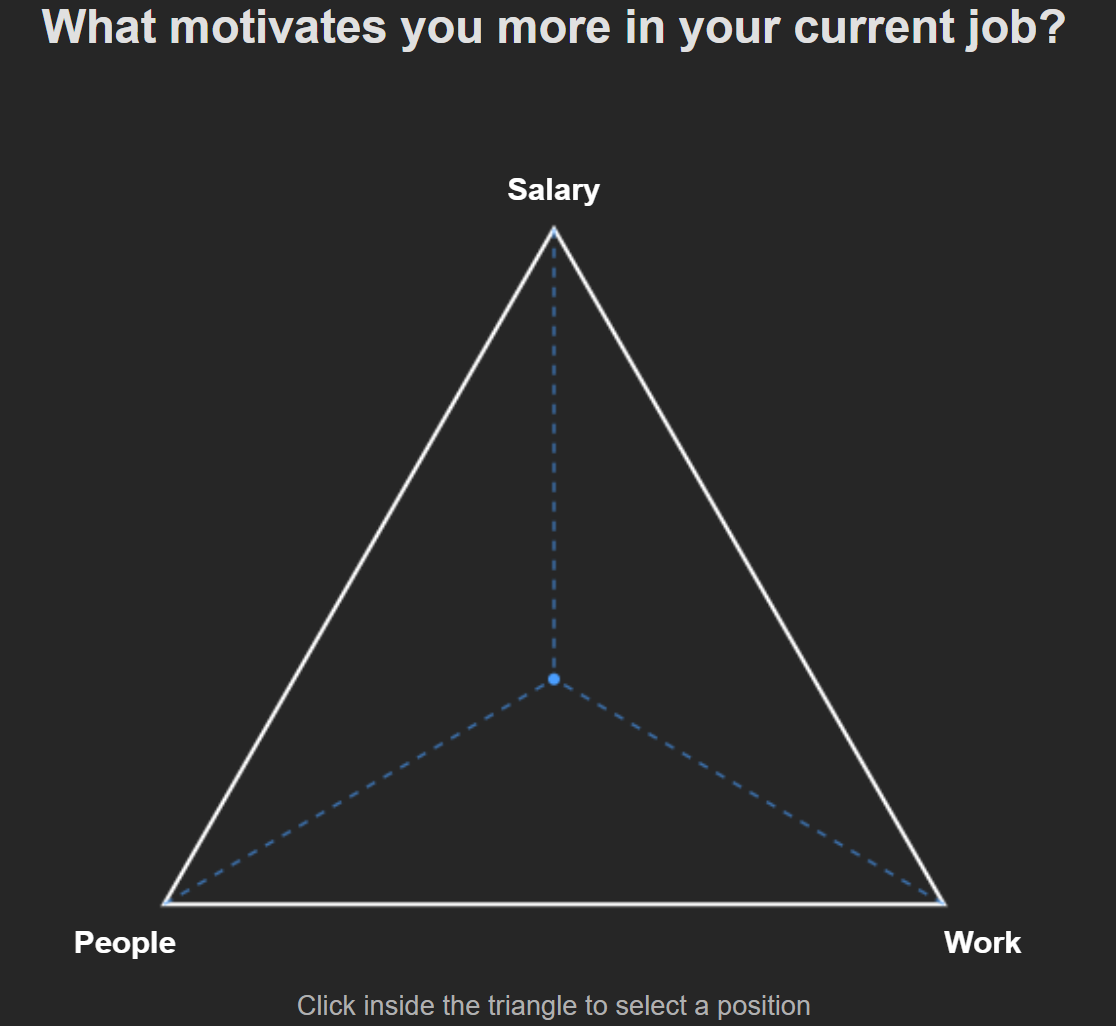 What motivates you more in your current job?
Salary
People
Work
Click inside the triangle to select a position